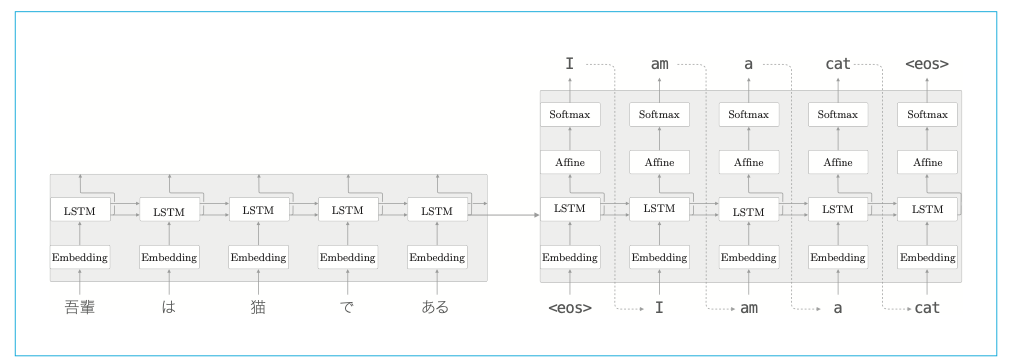 I am a cat <eos>
Softmax Softmax Softmax Softmax Softmax
Affine Affine Affine Affine Affine
LSTM LSTM LSTM LSTM LSTM LSTM LSTM LSTM LSTM LSTM
Embedding Embedding Embedding Embedding Embedding Embedding Embedding Embedding Embedding Embedding
吾輩 は 猫 で ある <eos> I am a cat